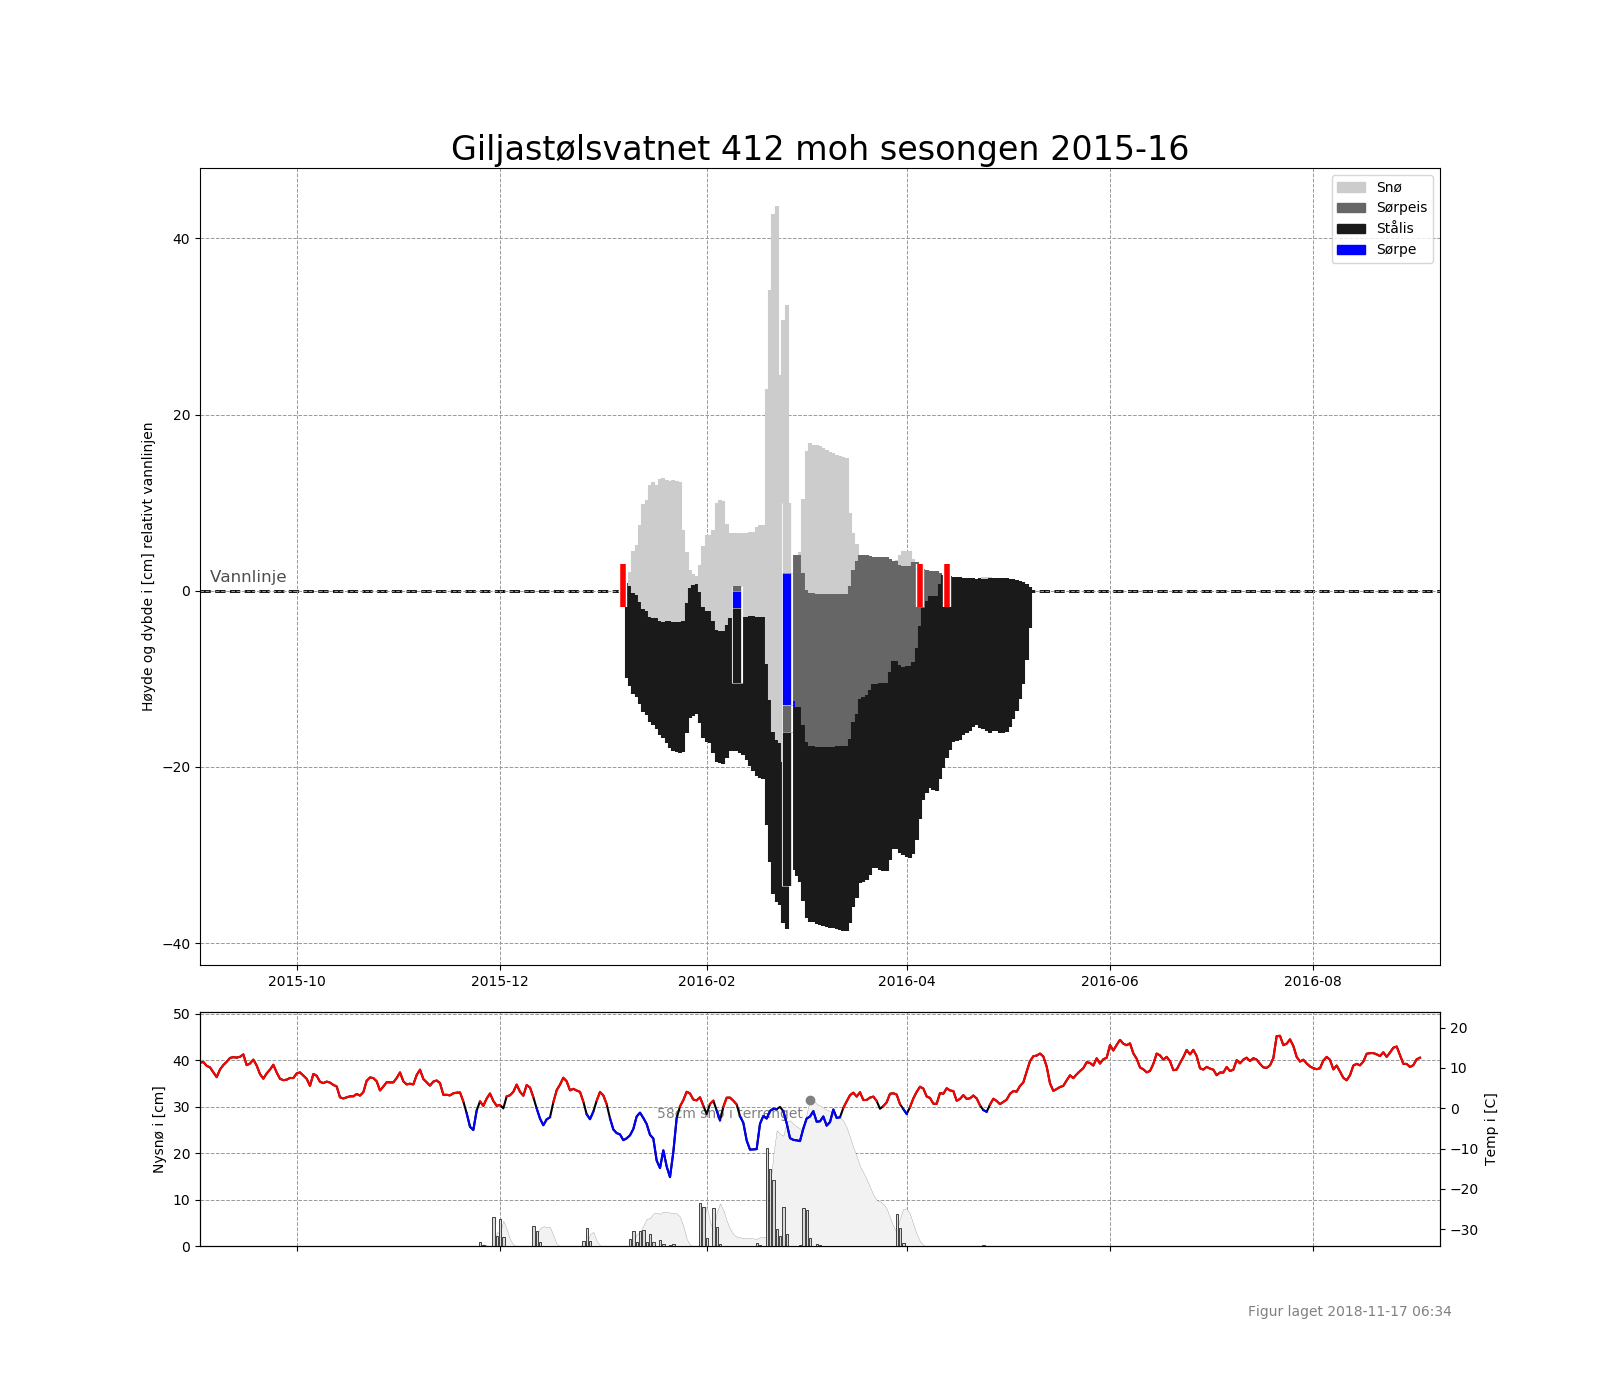 Giljastølsvatnet 412 moh sesongen 2015-16
Snø
Sørpeis
Stålis
Sørpe
Høyde og dybde i [cm] relativt vannlinjen
40
20
0
−20
−40
Vannlinje
2015-10 2015-12 2016-02 2016-04 2016-06 2016-08
Nysnø i [cm]
50
40
30
20
10
0
58cm snø i terrenget
Temp i [C]
20
10
0
−10
−20
−30
Figur laget 2018-11-17 06:34